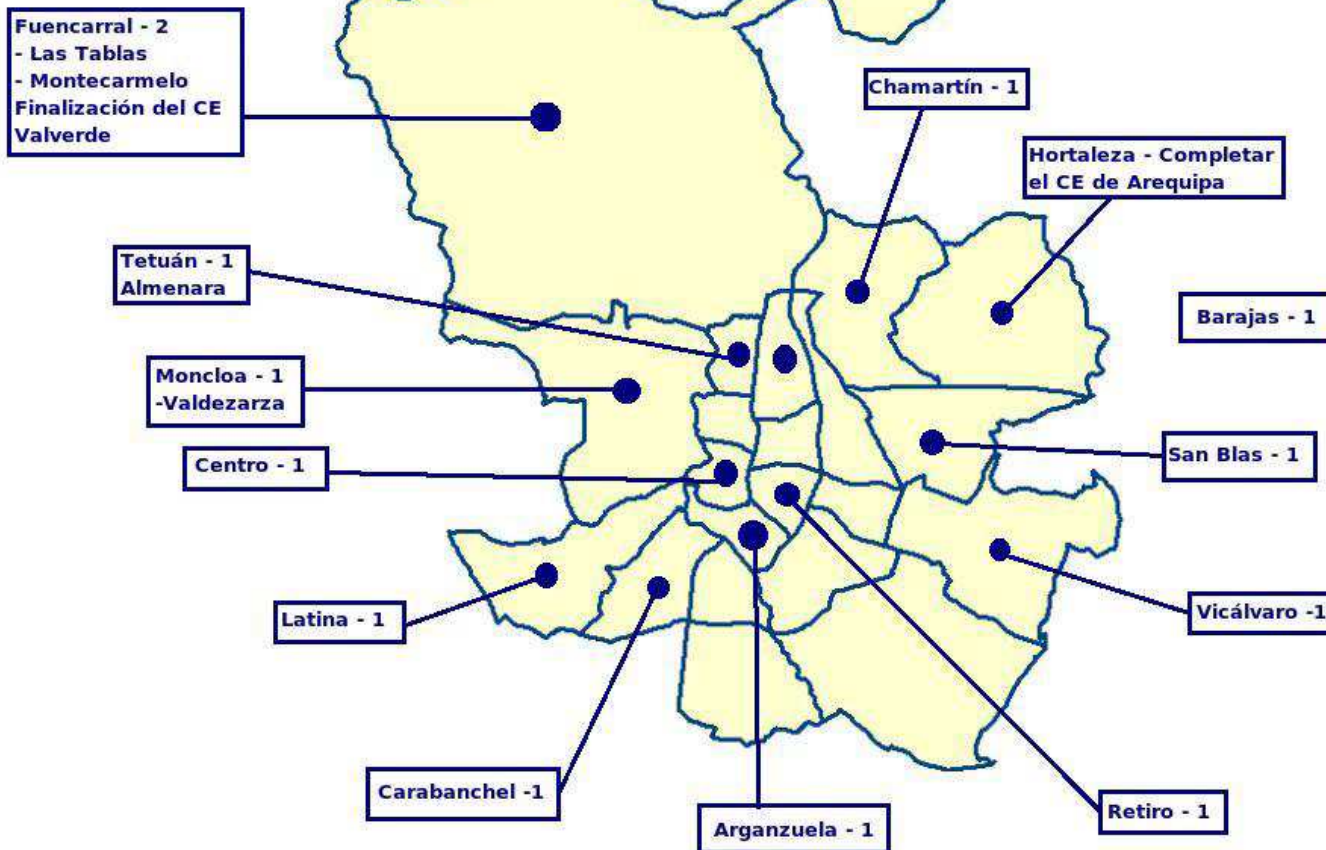 Fuencarral - 2
- Las Tablas
- Montecarmelo
Finalización del CE
Valverde
Chamartín - 1
Hortaleza - Completar
el CE de Arequipa
Tetuán - 1
Almenara
Barajas - 1
Moncloa - 1
-Valdezarza
Centro - 1
San Blas - 1
Latina - 1
Vicálvaro -1
Carabanchel -1
Arganzuela - 1
Retiro - 1